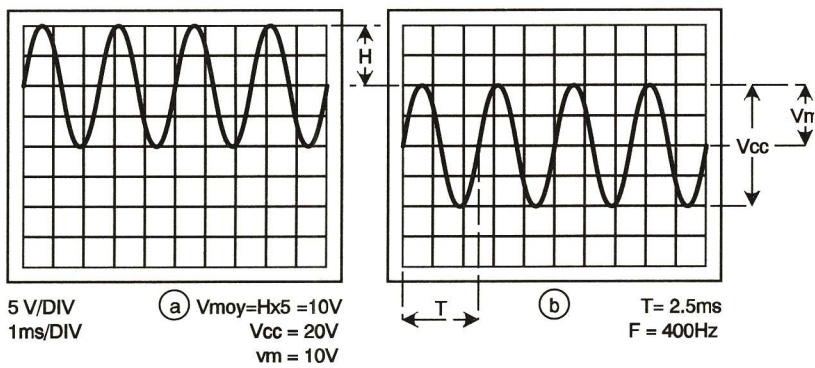 H
Vcc
Vm
T
5 V/DIV
1ms/DIV
a
Vmoy=Hx5 =10V
Vcc = 20V
vm = 10V
b
T= 2.5ms
F = 400Hz